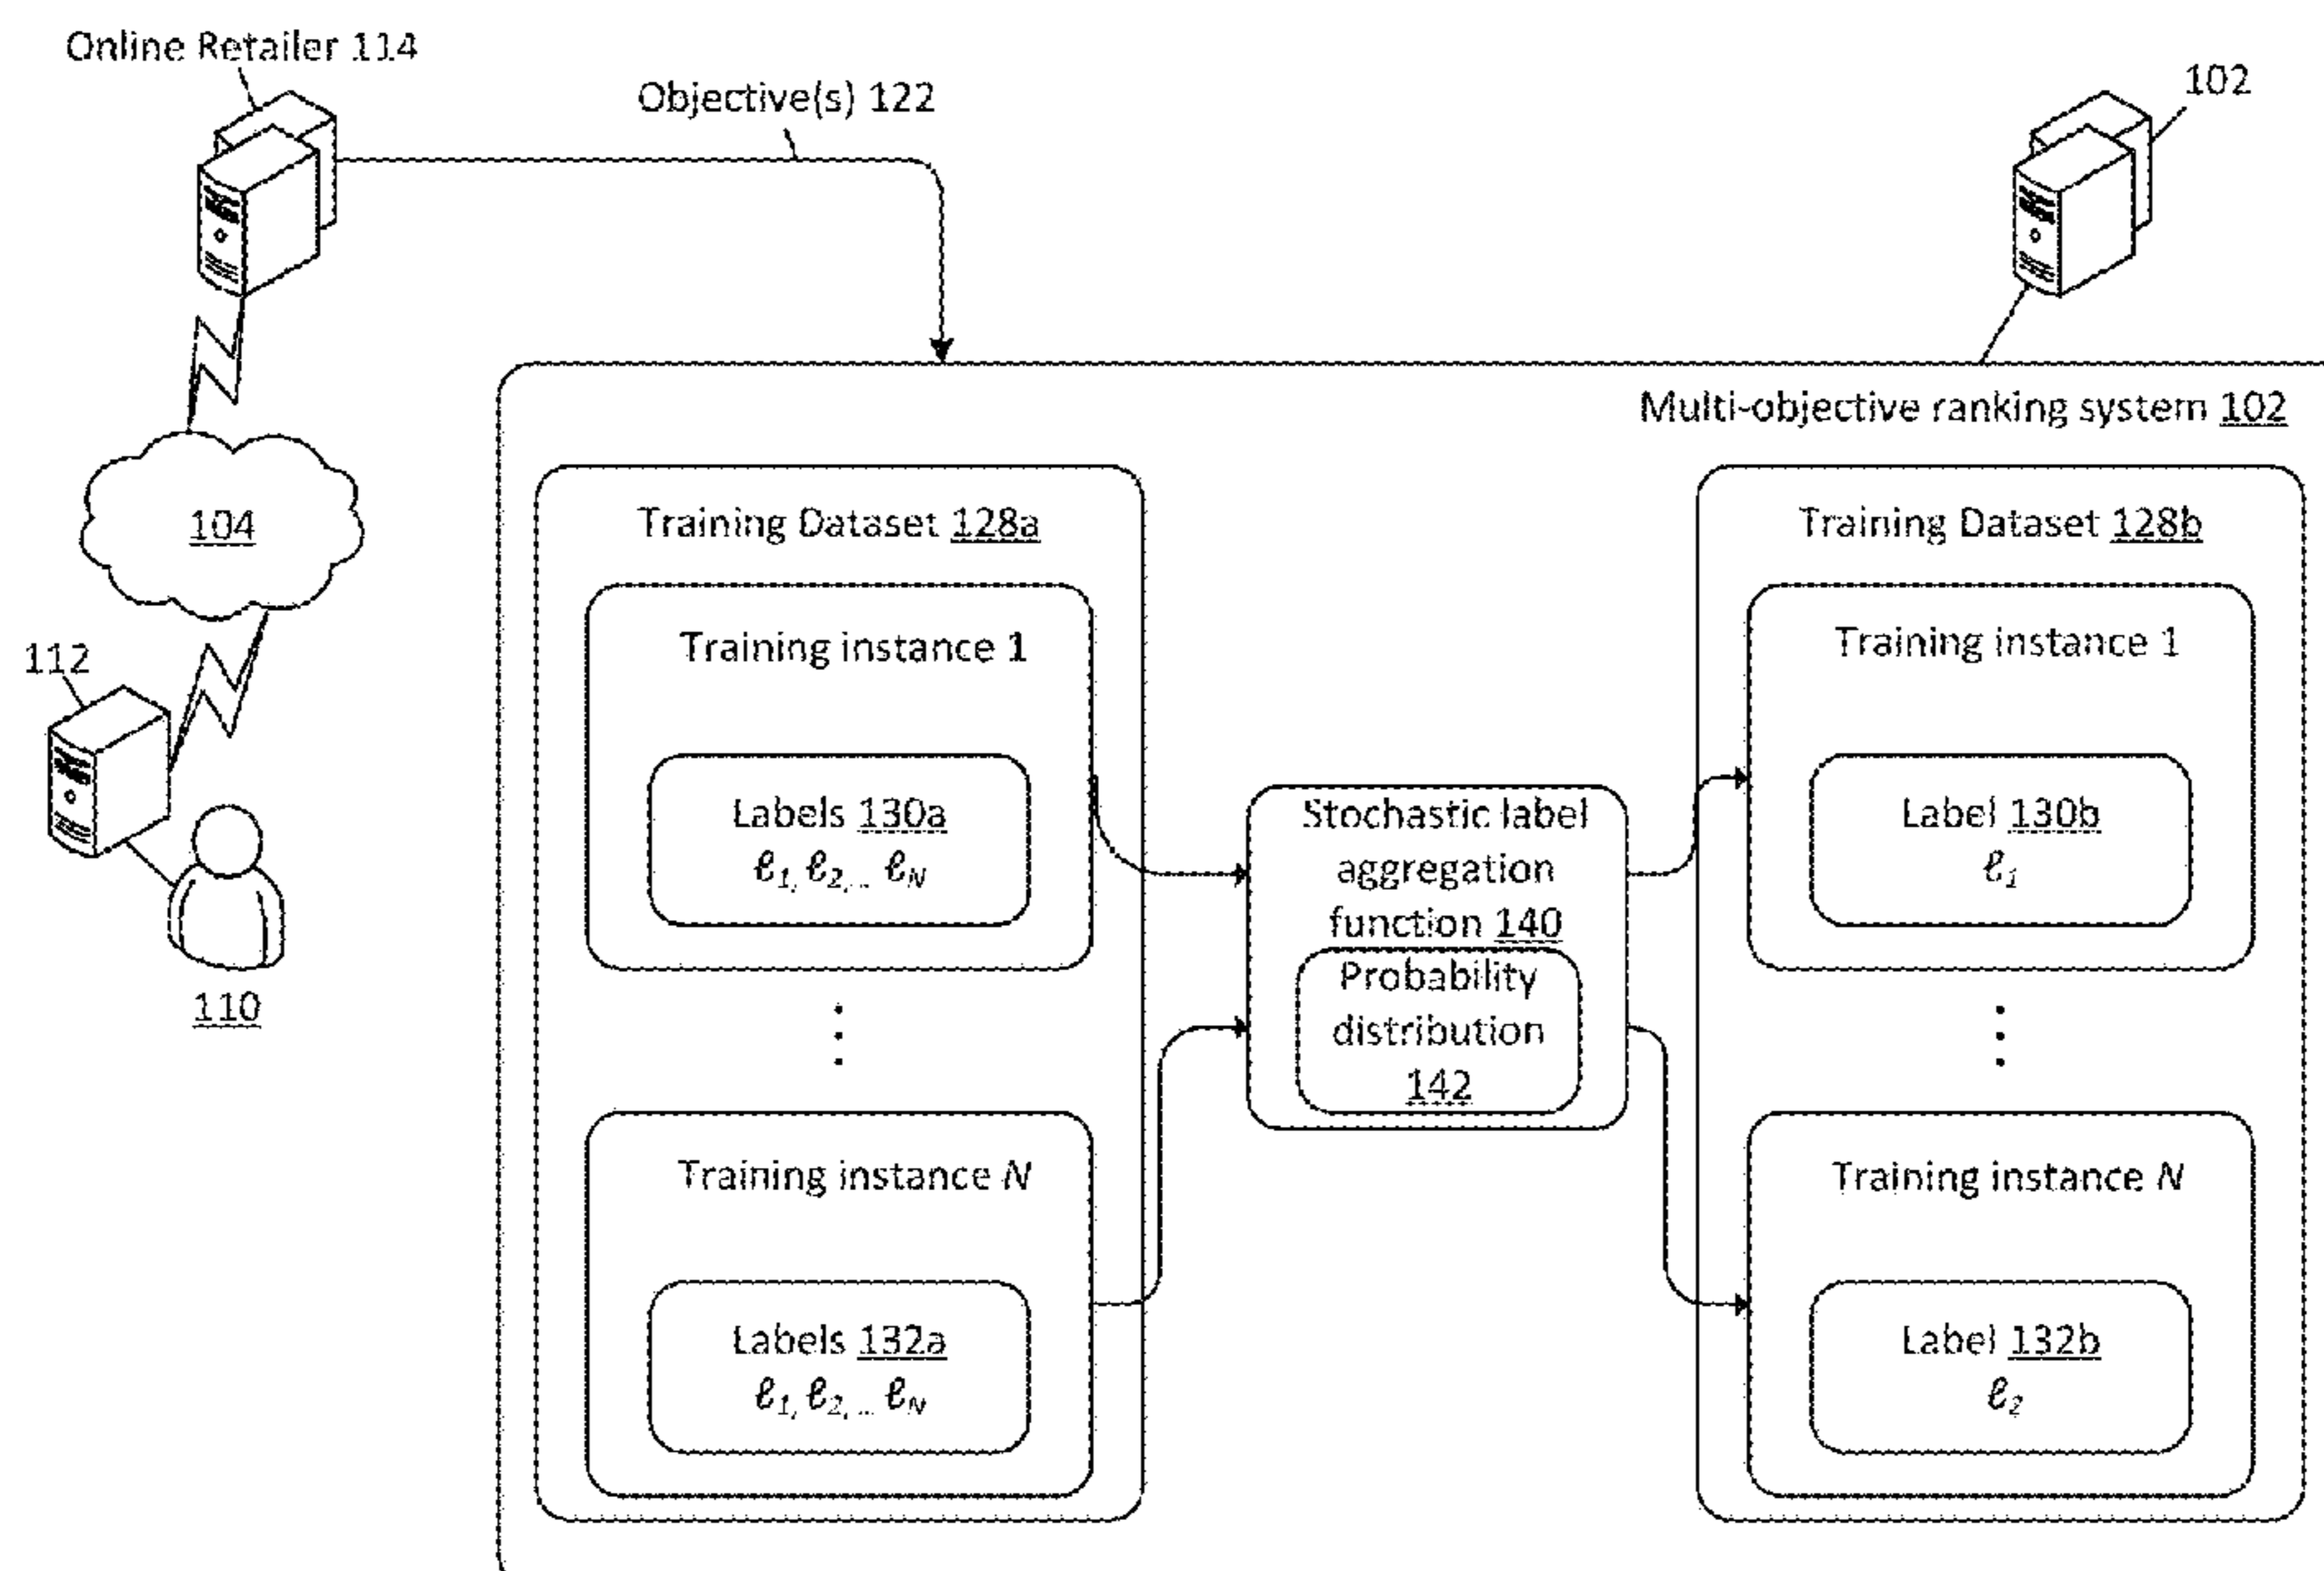 Online Retailer 114
Objective(s) 122
102
Multi-objective ranking system 102
104
112
110
Training Dataset 128a
Training instance 1
Labels 130a
ℓ1, ℓ2, ... ℓN
Training instance N
Labels 132a
ℓ1, ℓ2, ... ℓN
Stochastic label
aggregation
function 140
Probability
distribution
142
Training Dataset 128b
Training instance 1
Label 130b
ℓ1
Training instance N
Label 132b
ℓ2